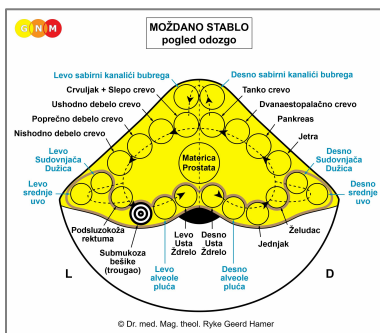 GNM
MOŽDANO STABLO
pogled odozgo
Levo sabirni kanalići bubrega
Desno sabirni kanalići bubrega
Crvuljak + Slepo crevo
Tanko crevo
Ushodno debelo crevo
Dvanaestopalačno crevo
Poprečno debelo crevo
Pankreas
Nishodno debelo crevo
Jetra
Levo
Sudovnjača
Dužica
Desno
Sudovnjača
Dužica
Materica
Prostata
Levo
srednje
uvo
Desno
srednje
uvo
Podsluzokoža
rektuma
Submukoza
bešike
(trougao)
Levo
alveole
pluća
Levo
Usta
Ždrelo
Desno
Usta
Ždrelo
Desno
alveole
pluća
Jednjak
Želudac
L
D
© Dr. med. Mag. theol. Ryke Geerd Hamer